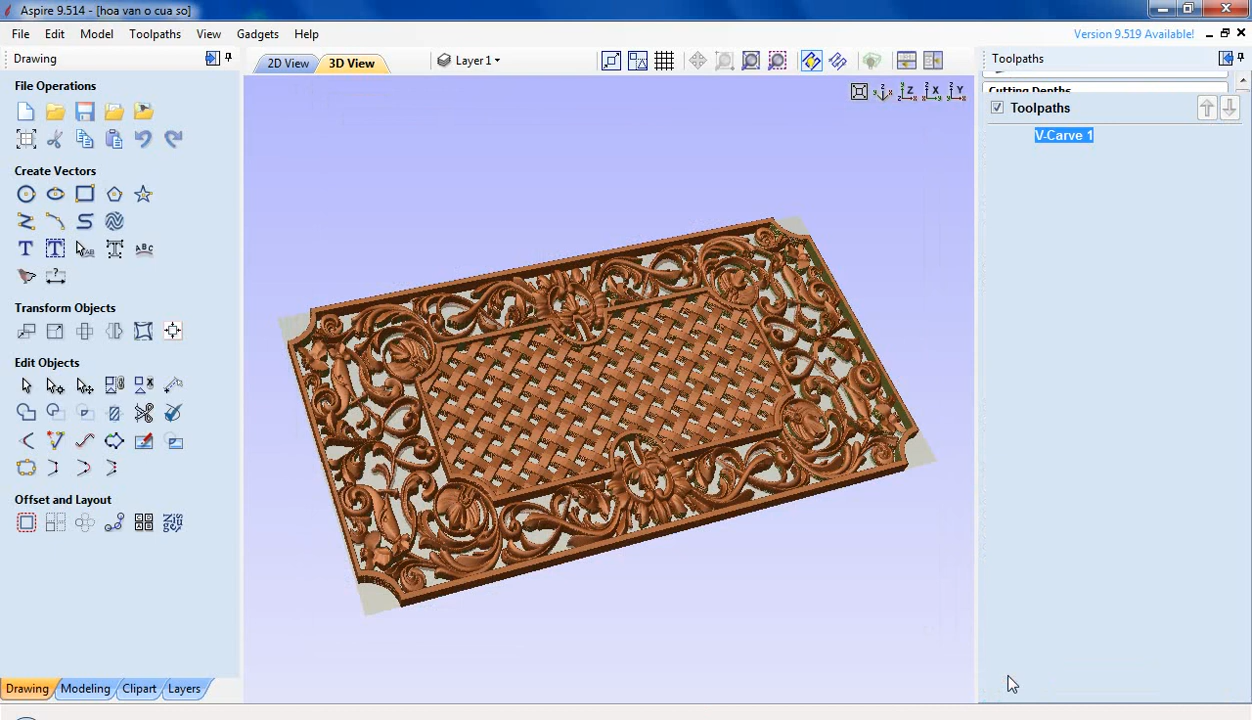 Aspire 9.514 - [hoa van o cua so]
File Edit Model Toolpaths View Gadgets Help
Version 9.519 Available!
Drawing
2D View 3D View
Layer 1
Toolpaths
File Operations
Cutting Depths
Toolpaths
V-Carve 1
Z X Y
Create Vectors
Transform Objects
Edit Objects
Offset and Layout
Drawing Modeling Clipart Layers